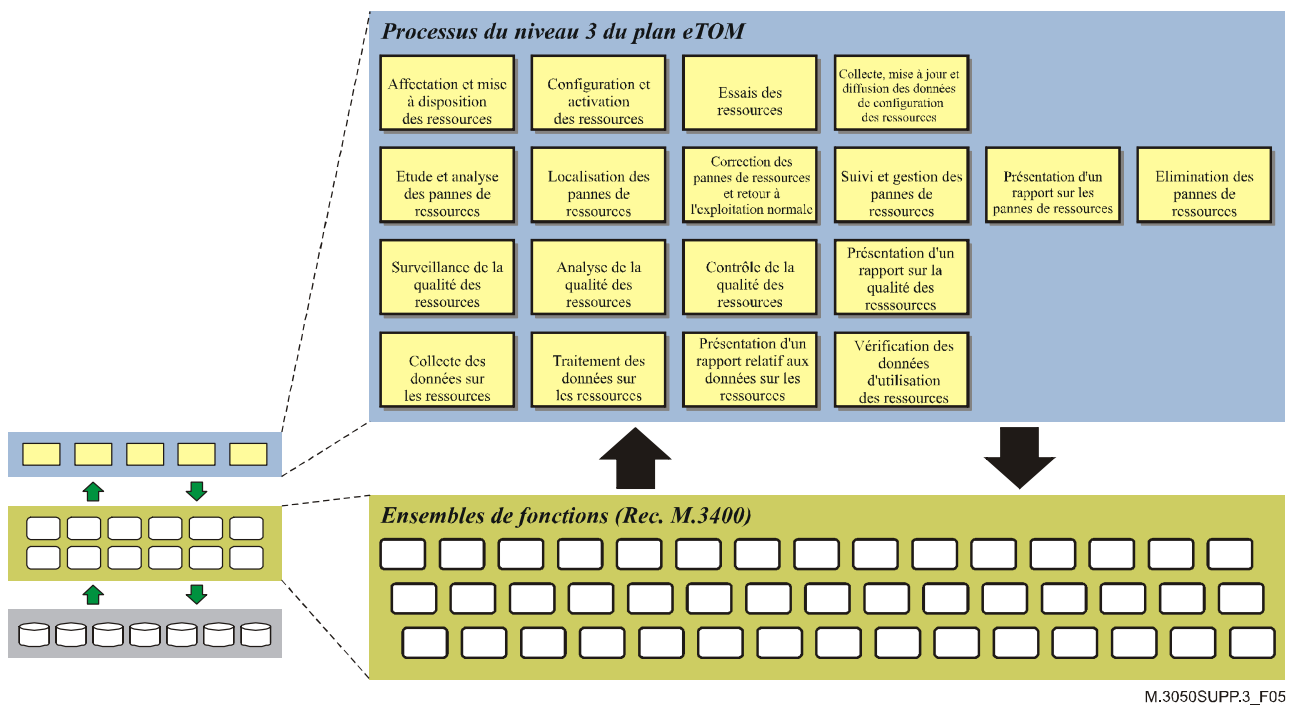 Processus du niveau 3 du plan eTOM
Affectation et mise
à disposition
des ressources
Configuration et
activation
des ressources
Essais des
ressources
Collecte, mise à jour et
diffusion des données
de configuration
des ressources
Etude et analyse
des pannes de
ressources
Localisation des
pannes de
ressources
Correction des
pannes de ressources
et retour à
l'exploitation normale
Suivi et gestion des
pannes de
ressources
Présentation d'un
rapport sur les
pannes de ressources
Elimination des
pannes de
ressources
Surveillance de la
qualité des
ressources
Analyse de la
qualité des
ressources
Contrôle de la
qualité des
ressources
Présentation d'un
rapport sur la
qualité des
resssources
Collecte des
données sur
les ressources
Traitement des
données sur
les ressources
Présentation d'un
rapport relatif aux
données sur les
ressources
Vérification des
données
d'utilisation
des ressources
Ensembles de fonctions (Rec. M.3400)
M.3050SUPP.3_F05